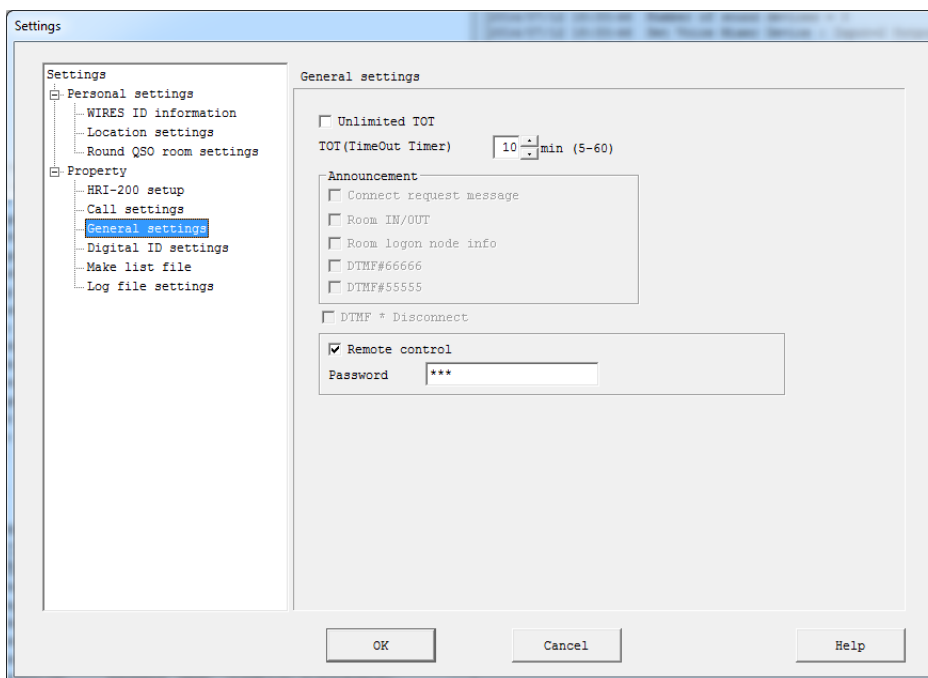 Settings
Settings
Personal settings
WIRES ID information
Location settings
Round QSO room settings
Property
HRI-200 setup
Call settings
General settings
Digital ID settings
Make list file
Log file settings
General settings
Unlimited TOT
TOT(TimeOut Timer) 10 min (5-60)
Announcement
Connect request message
Room IN/OUT
Room logon node info
DTMF#66666
DTMF#55555
DTMF * Disconnect
Remote control
Password ***
OK Cancel Help